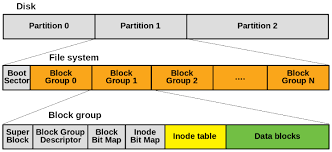 Disk
Partition 0 Partition 1 Partition 2
File system
Boot Sector Block Group 0 Block Group 1 Block Group 2 .... Block Group N
Block group
Super Block Block Group Descriptor Block Bit Map Inode Bit Map Inode table Data blocks